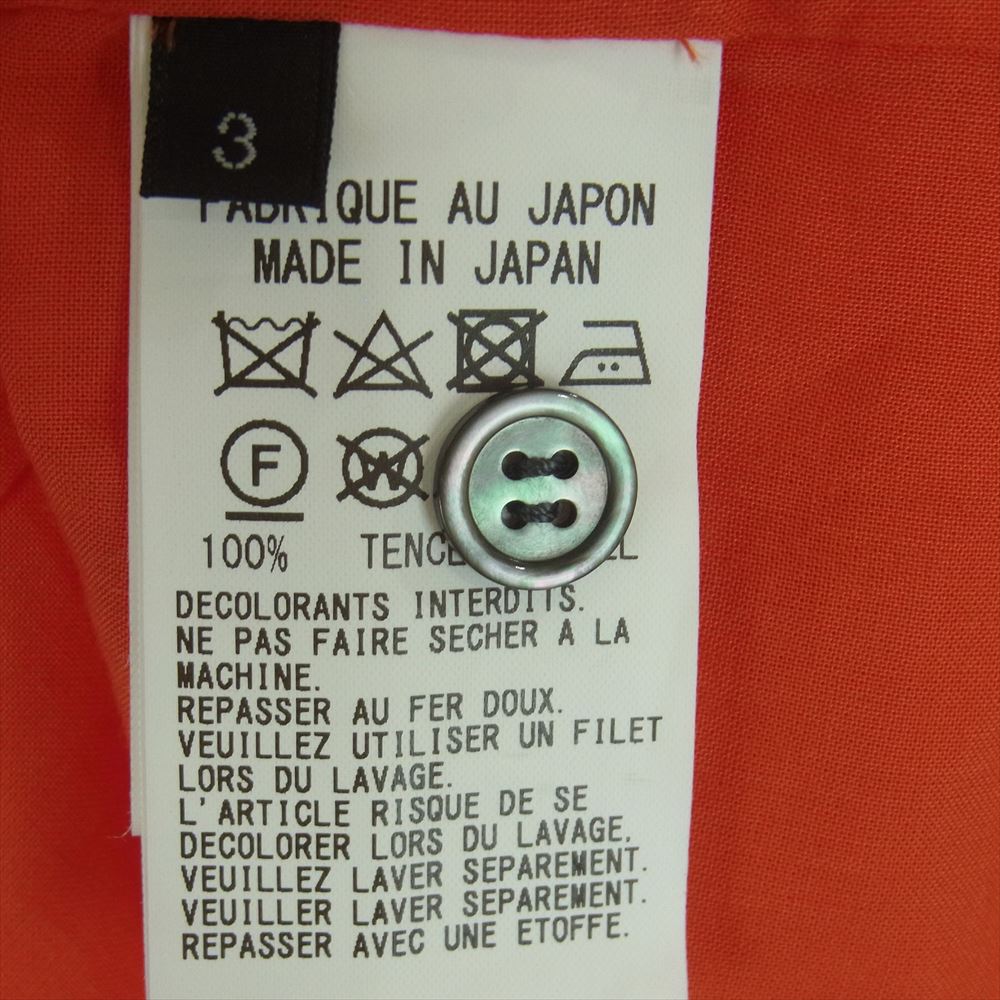 3
FABRIQUE AU JAPON
MADE IN JAPAN
F W
100%
DECOLORANTS INTERDITS.
NE PAS FAIRE SECHER A LA
MACHINE.
REPASSER AU FER DOUX.
VEUILLEZ UTILISER UN FILET
LORS DU LAVAGE.
L'ARTICLE RISQUE DE SE
DECOLORER LORS DU LAVAGE.
VEUILLEZ LAVER SEPAREMENT.
VEUILLER LAVER SEPAREMENT.
REPASSER AVEC UNE ETOFFE.